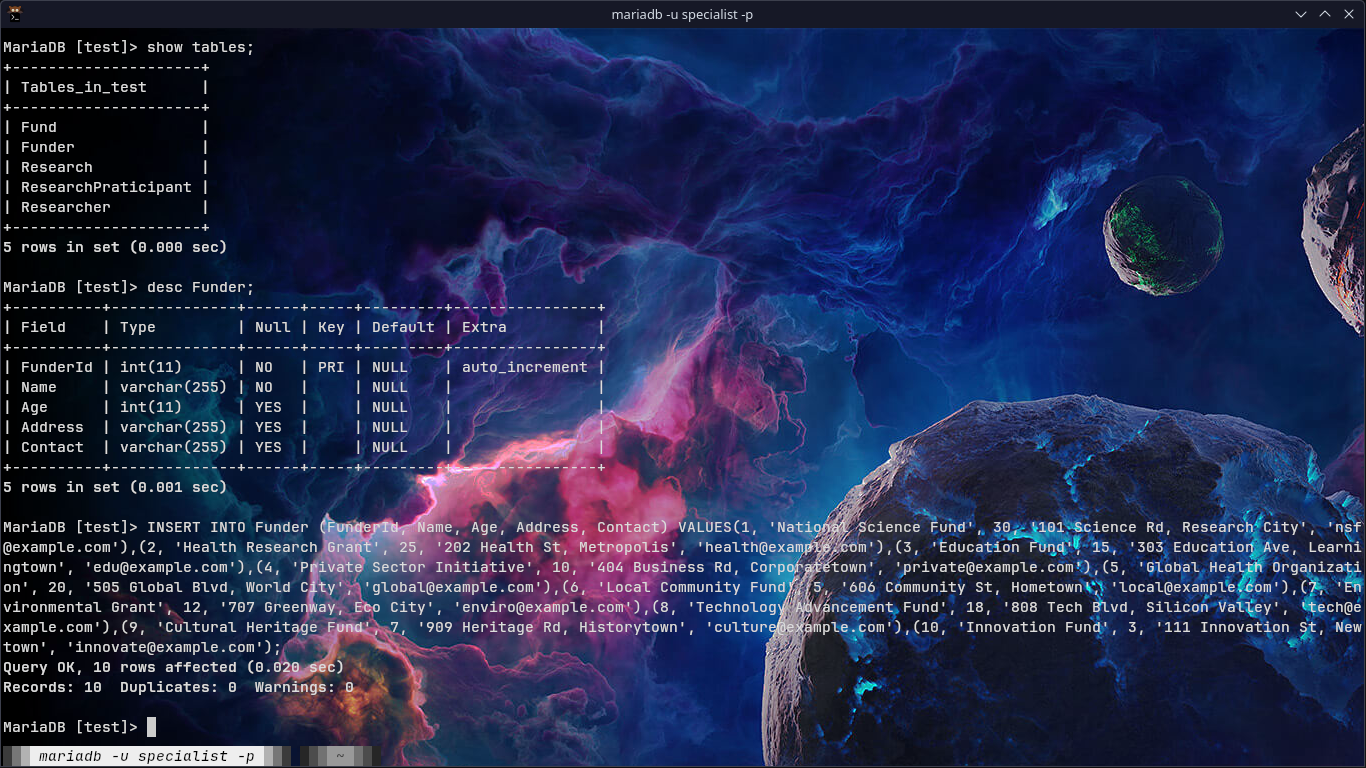 mariadb -u specialist -p
MariaDB [test]> show tables;
+---------------------+
| Tables_in_test      |
+---------------------+
| Fund                |
| Funder              |
| Research            |
| ResearchPraticipant |
| Researcher          |
+---------------------+
5 rows in set (0.000 sec)
MariaDB [test]> desc Funder;
+----------+--------------+------+-----+---------+----------------+
| Field    | Type         | Null | Key | Default | Extra          |
+----------+--------------+------+-----+---------+----------------+
| FunderId | int(11)      | NO   | PRI | NULL    | auto_increment |
| Name     | varchar(255) | NO   |     | NULL    |                |
| Age      | int(11)      | YES  |     | NULL    |                |
| Address  | varchar(255) | YES  |     | NULL    |                |
| Contact  | varchar(255) | YES  |     | NULL    |                |
+----------+--------------+------+-----+---------+----------------+
5 rows in set (0.001 sec)
MariaDB [test]> INSERT INTO Funder (FunderId, Name, Age, Address, Contact) VALUES(1, 'National Science Fund', 30, '101 Science Rd, Research City', 'nsf
@example.com'),(2, 'Health Research Grant', 25, '202 Health St, Metropolis', 'health@example.com'),(3, 'Education Fund', 15, '303 Education Ave, Learni
ngtown', 'edu@example.com'),(4, 'Private Sector Initiative', 10, '404 Business Rd, Corporatetown', 'private@example.com'),(5, 'Global Health Organizati
on', 20, '505 Global Blvd, World City', 'global@example.com'),(6, 'Local Community Fund', 5, '606 Community St, Hometown', 'local@example.com'),(7, 'En
vironmental Grant', 12, '707 Greenway, Eco City', 'enviro@example.com'),(8, 'Technology Advancement Fund', 18, '808 Tech Blvd, Silicon Valley', 'tech@e
xample.com'),(9, 'Cultural Heritage Fund', 7, '909 Heritage Rd, Historytown', 'culture@example.com'),(10, 'Innovation Fund', 3, '111 Innovation St, New
town', 'innovate@example.com');
Query OK, 10 rows affected (0.020 sec)
Records: 10  Duplicates: 0  Warnings: 0
MariaDB [test]>
mariadb -u specialist -p ~